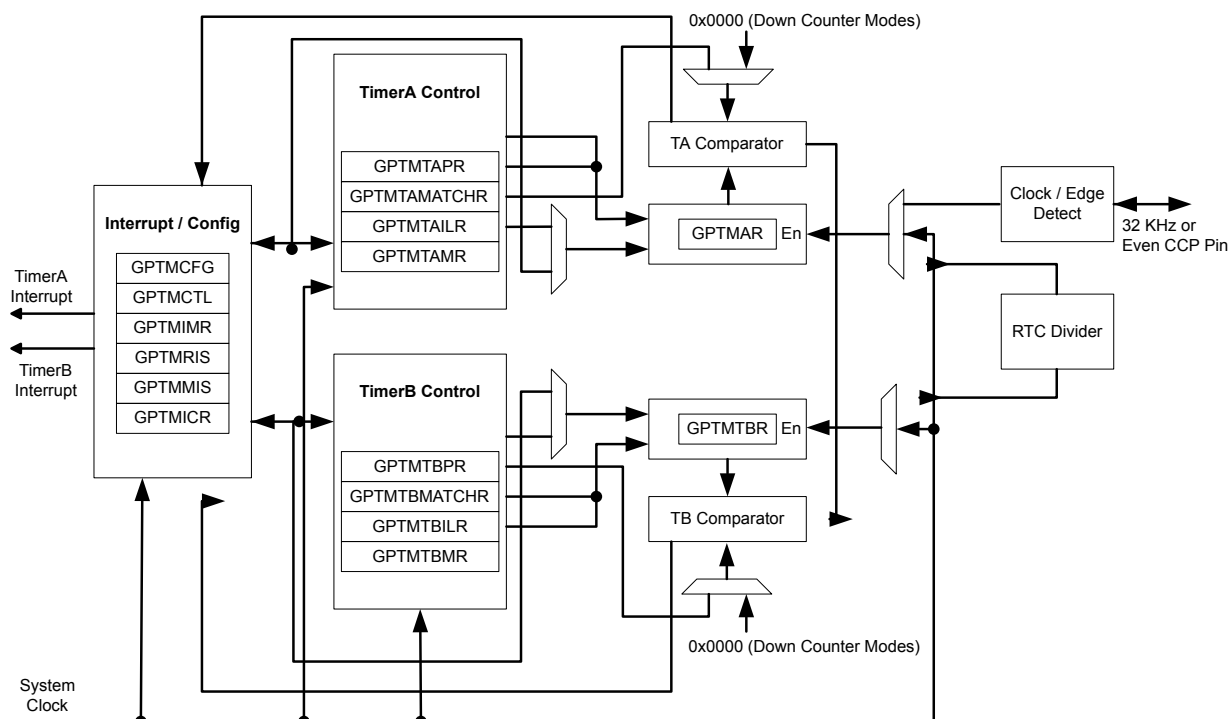 0x0000 (Down Counter Modes)
TimerA Control
GPTMTAPR
GPTMTAMATCHR
GPTMTAILR
GPTMTAMR
TA Comparator
GPTMAR
En
Clock / Edge
Detect
32 KHz or
Even CCP Pin
Interrupt / Config
GPTMCFG
GPTMCTL
GPTMIMR
GPTMRIS
GPTMMIS
GPTMICR
TimerA
Interrupt
TimerB
Interrupt
RTC Divider
TimerB Control
GPTMTBPR
GPTMTBMATCHR
GPTMTBILR
GPTMTBMR
GPTMTBR
En
TB Comparator
0x0000 (Down Counter Modes)
System
Clock